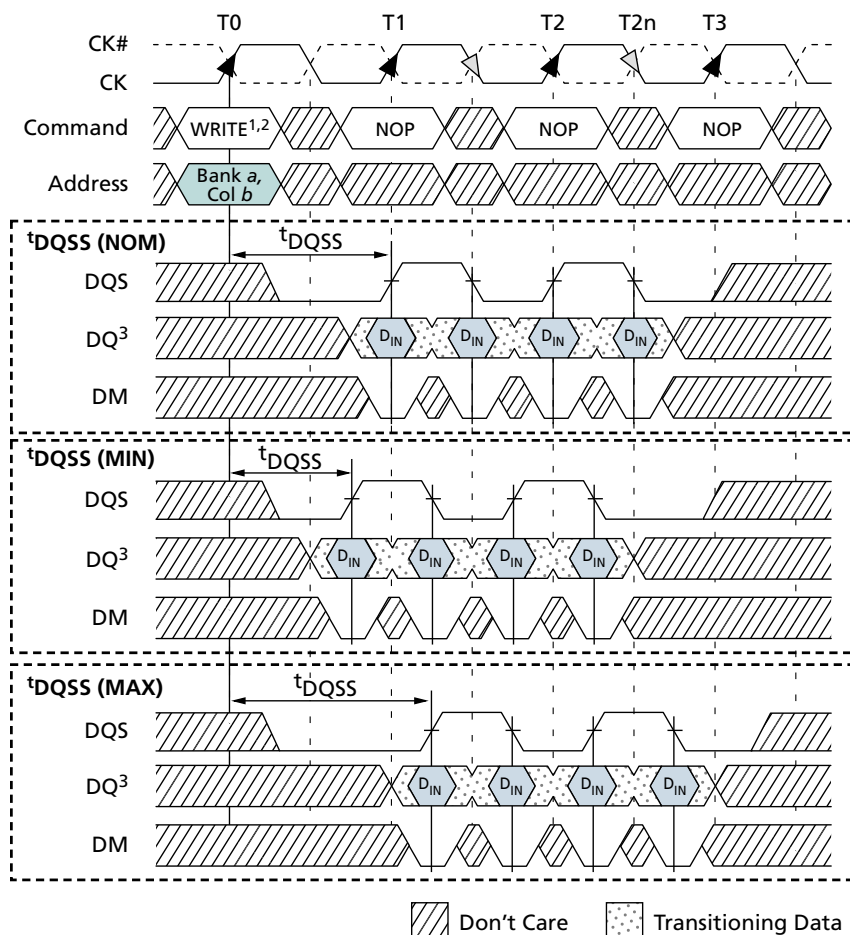 T0 T1 T2 T2n T3
CK#
CK
Command WRITE1,2 NOP NOP NOP
Address Bank a,
Col b
tDQSS (NOM) tDQSS
DQS
DQ3 DIN DIN DIN DIN
DM
tDQSS (MIN) tDQSS
DQS
DQ3 DIN DIN DIN DIN
DM
tDQSS (MAX) tDQSS
DQS
DQ3 DIN DIN DIN DIN
DM
Don't Care Transitioning Data